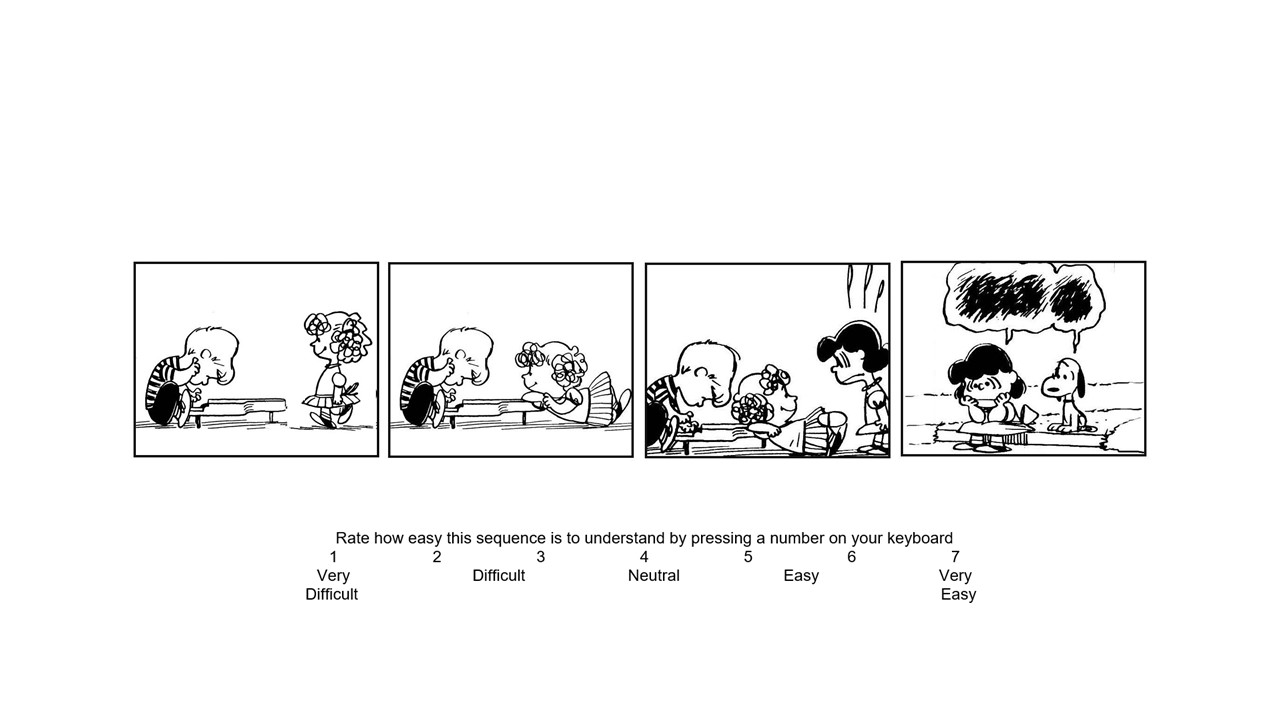 Rate how easy this sequence is to understand by pressing a number on your keyboard
1 2 3 4 5 6 7
Very Difficult Neutral Easy Very
Difficult Easy